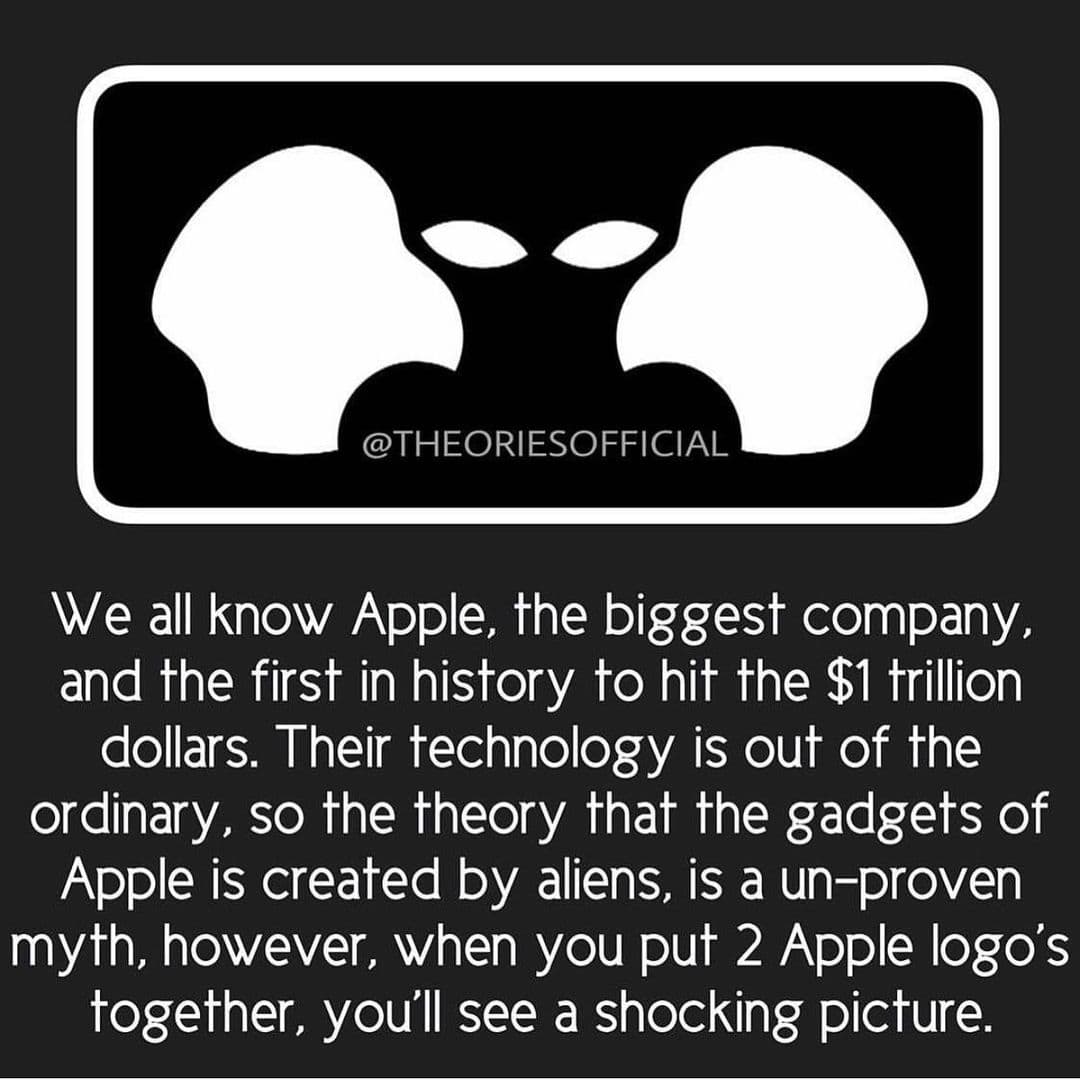 @THEORIESOFFICIAL
We all know Apple, the biggest company,
and the first in history to hit the $1 trillion
dollars. Their technology is out of the
ordinary, so the theory that the gadgets of
Apple is created by aliens, is a un-proven
myth, however, when you put 2 Apple logo's
together, you'll see a shocking picture.